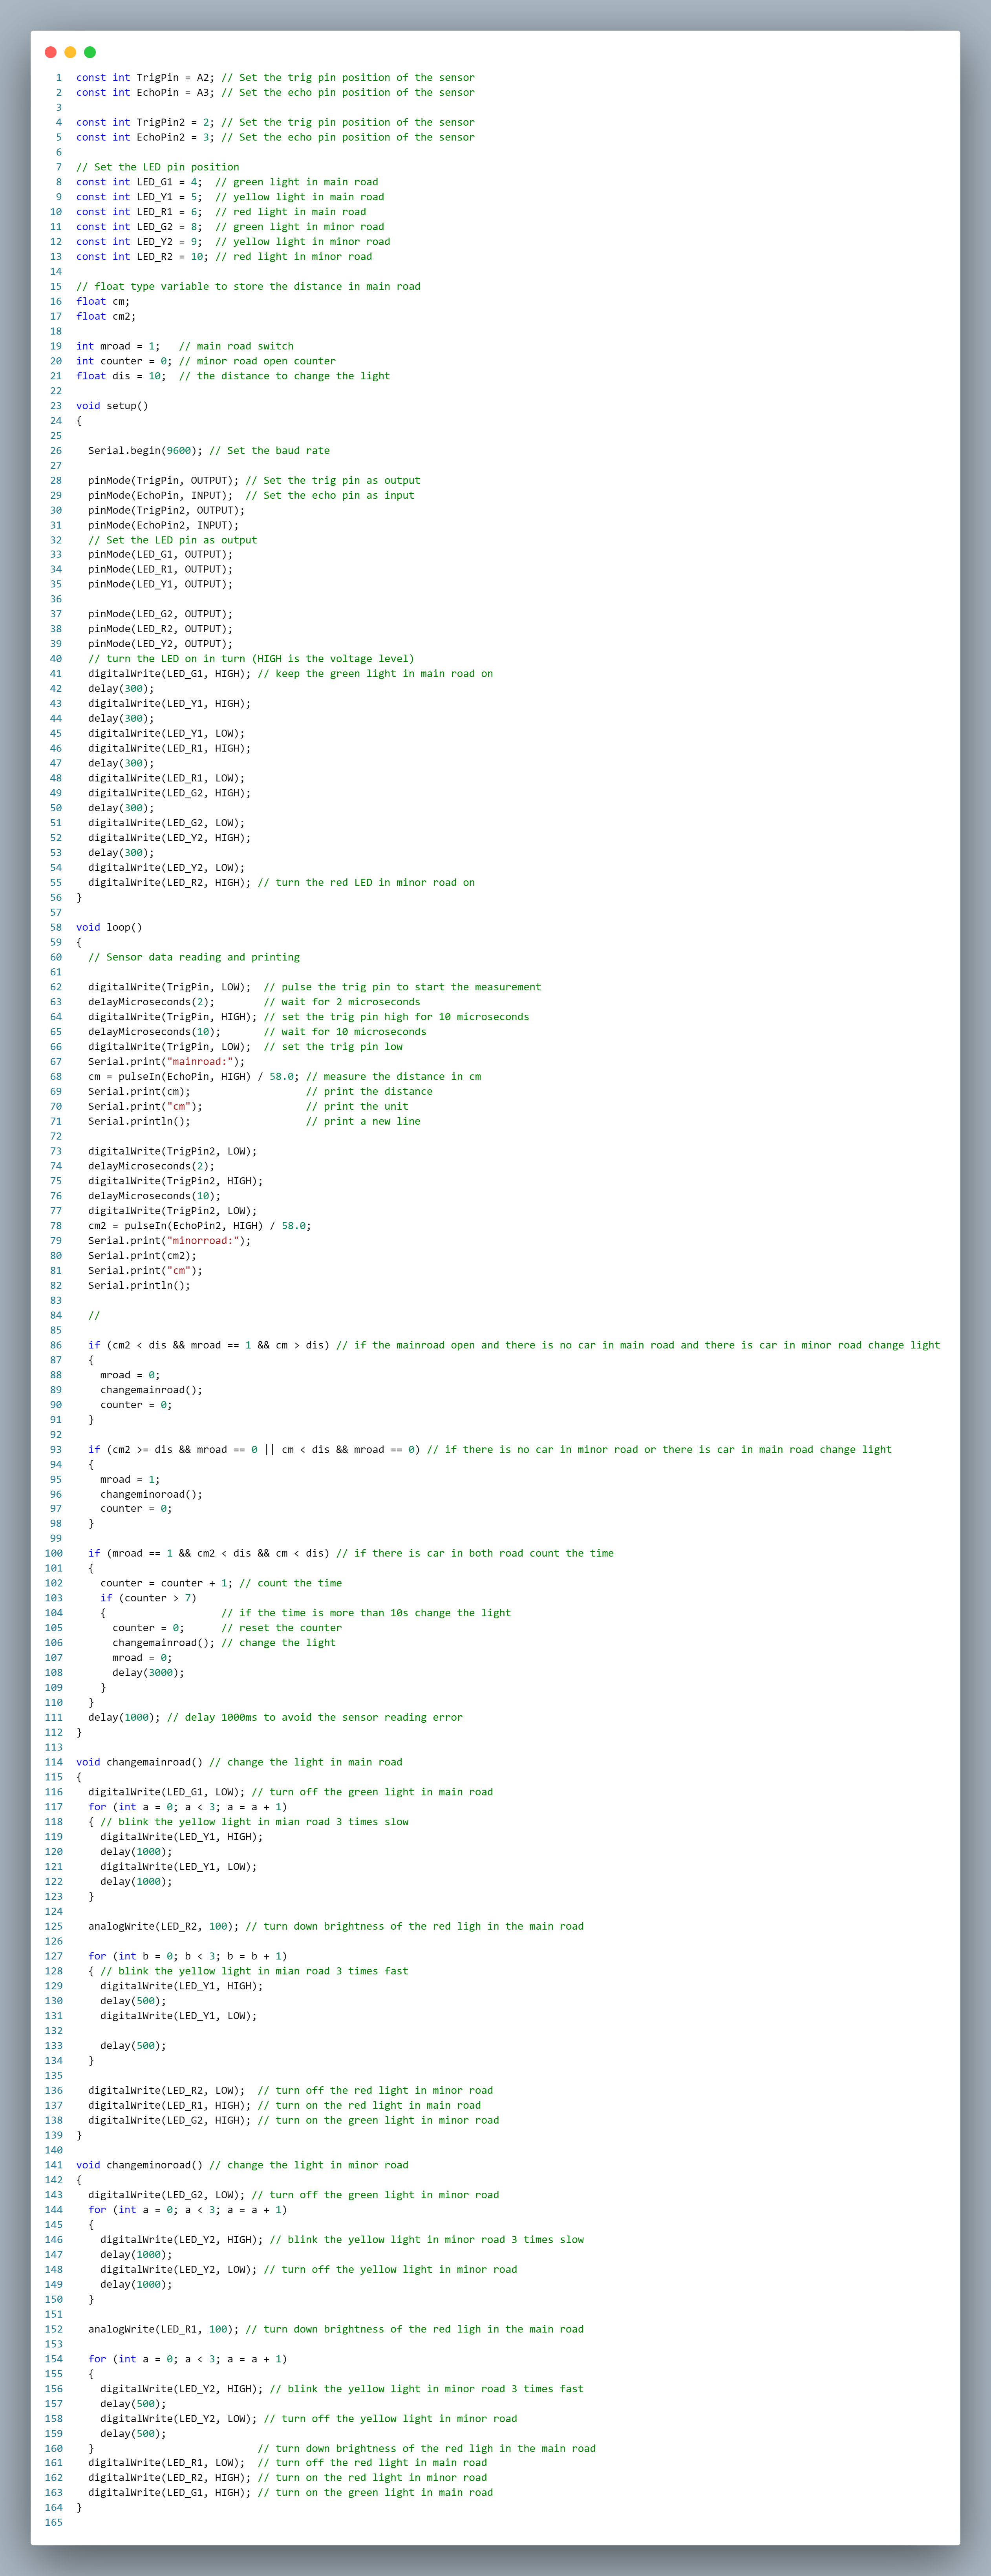 1 const int TrigPin = A2; // Set the trig pin position of the sensor
2 const int EchoPin = A3; // Set the echo pin position of the sensor
3
4 const int TrigPin2 = 2; // Set the trig pin position of the sensor
5 const int EchoPin2 = 3; // Set the echo pin position of the sensor
6
7 // Set the LED pin position
8 const int LED_G1 = 4;  // green light in main road
9 const int LED_Y1 = 5;  // yellow light in main road
10 const int LED_R1 = 6;  // red light in main road
11 const int LED_G2 = 8;  // green light in minor road
12 const int LED_Y2 = 9;  // yellow light in minor road
13 const int LED_R2 = 10; // red light in minor road
14
15 // float type variable to store the distance in main road
16 float cm;
17 float cm2;
18
19 int mroad = 1;   // main road switch
20 int counter = 0; // minor road open counter
21 float dis = 10;  // the distance to change the light
22
23 void setup()
24 {
25
26   Serial.begin(9600); // Set the baud rate
27
28   pinMode(TrigPin, OUTPUT); // Set the trig pin as output
29   pinMode(EchoPin, INPUT);  // Set the echo pin as input
30   pinMode(TrigPin2, OUTPUT);
31   pinMode(EchoPin2, INPUT);
32   // Set the LED pin as output
33   pinMode(LED_G1, OUTPUT);
34   pinMode(LED_R1, OUTPUT);
35   pinMode(LED_Y1, OUTPUT);
36
37   pinMode(LED_G2, OUTPUT);
38   pinMode(LED_R2, OUTPUT);
39   pinMode(LED_Y2, OUTPUT);
40   // turn the LED on in turn (HIGH is the voltage level)
41   digitalWrite(LED_G1, HIGH); // keep the green light in main road on
42   delay(300);
43   digitalWrite(LED_Y1, HIGH);
44   delay(300);
45   digitalWrite(LED_Y1, LOW);
46   digitalWrite(LED_R1, HIGH);
47   delay(300);
48   digitalWrite(LED_R1, LOW);
49   digitalWrite(LED_G2, HIGH);
50   delay(300);
51   digitalWrite(LED_G2, LOW);
52   digitalWrite(LED_Y2, HIGH);
53   delay(300);
54   digitalWrite(LED_Y2, LOW);
55   digitalWrite(LED_R2, HIGH); // turn the red LED in minor road on
56 }
57
58 void loop()
59 {
60   // Sensor data reading and printing
61
62   digitalWrite(TrigPin, LOW);  // pulse the trig pin to start the measurement
63   delayMicroseconds(2);        // wait for 2 microseconds
64   digitalWrite(TrigPin, HIGH); // set the trig pin high for 10 microseconds
65   delayMicroseconds(10);       // wait for 10 microseconds
66   digitalWrite(TrigPin, LOW);  // set the trig pin low
67   Serial.print("mainroad:");
68   cm = pulseIn(EchoPin, HIGH) / 58.0; // measure the distance in cm
69   Serial.print(cm);                   // print the distance
70   Serial.print("cm");                 // print the unit
71   Serial.println();                   // print a new line
72
73   digitalWrite(TrigPin2, LOW);
74   delayMicroseconds(2);
75   digitalWrite(TrigPin2, HIGH);
76   delayMicroseconds(10);
77   digitalWrite(TrigPin2, LOW);
78   cm2 = pulseIn(EchoPin2, HIGH) / 58.0;
79   Serial.print("minorroad:");
80   Serial.print(cm2);
81   Serial.print("cm");
82   Serial.println();
83
84   //
85
86   if (cm2 < dis && mroad == 1 && cm > dis) // if the mainroad open and there is no car in main road and there is car in minor road change light
87   {
88     mroad = 0;
89     changemainroad();
90     counter = 0;
91   }
92
93   if (cm2 >= dis && mroad == 0 || cm < dis && mroad == 0) // if there is no car in minor road or there is car in main road change light
94   {
95     mroad = 1;
96     changeminoroad();
97     counter = 0;
98   }
99
100   if (mroad == 1 && cm2 < dis && cm < dis) // if there is car in both road count the time
101   {
102     counter = counter + 1; // count the time
103     if (counter > 7)
104     {                   // if the time is more than 10s change the light
105       counter = 0;      // reset the counter
106       changemainroad(); // change the light
107       mroad = 0;
108       delay(3000);
109     }
110   }
111   delay(1000); // delay 1000ms to avoid the sensor reading error
112 }
113
114 void changemainroad() // change the light in main road
115 {
116   digitalWrite(LED_G1, LOW); // turn off the green light in main road
117   for (int a = 0; a < 3; a = a + 1)
118   { // blink the yellow light in mian road 3 times slow
119     digitalWrite(LED_Y1, HIGH);
120     delay(1000);
121     digitalWrite(LED_Y1, LOW);
122     delay(1000);
123   }
124
125   analogWrite(LED_R2, 100); // turn down brightness of the red ligh in the main road
126
127   for (int b = 0; b < 3; b = b + 1)
128   { // blink the yellow light in mian road 3 times fast
129     digitalWrite(LED_Y1, HIGH);
130     delay(500);
131     digitalWrite(LED_Y1, LOW);
132
133     delay(500);
134   }
135
136   digitalWrite(LED_R2, LOW);  // turn off the red light in minor road
137   digitalWrite(LED_R1, HIGH); // turn on the red light in main road
138   digitalWrite(LED_G2, HIGH); // turn on the green light in minor road
139 }
140
141 void changeminoroad() // change the light in minor road
142 {
143   digitalWrite(LED_G2, LOW); // turn off the green light in minor road
144   for (int a = 0; a < 3; a = a + 1)
145   {
146     digitalWrite(LED_Y2, HIGH); // blink the yellow light in minor road 3 times slow
147     delay(1000);
148     digitalWrite(LED_Y2, LOW); // turn off the yellow light in minor road
149     delay(1000);
150   }
151
152   analogWrite(LED_R1, 100); // turn down brightness of the red ligh in the main road
153
154   for (int a = 0; a < 3; a = a + 1)
155   {
156     digitalWrite(LED_Y2, HIGH); // blink the yellow light in minor road 3 times fast
157     delay(500);
158     digitalWrite(LED_Y2, LOW); // turn off the yellow light in minor road
159     delay(500);
160   }                           // turn down brightness of the red ligh in the main road
161   digitalWrite(LED_R1, LOW);  // turn off the red light in main road
162   digitalWrite(LED_R2, HIGH); // turn on the red light in minor road
163   digitalWrite(LED_G1, HIGH); // turn on the green light in main road
164 }
165